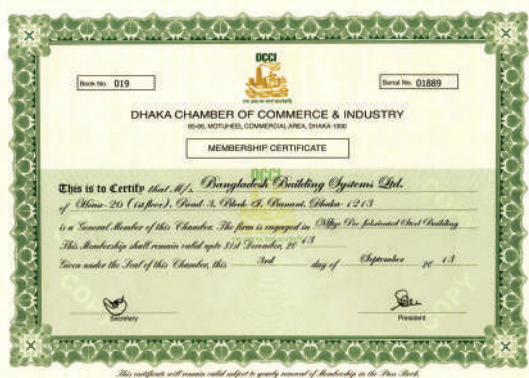 DCCI
Book No. 019
Serial No. 01889
DHAKA CHAMBER OF COMMERCE & INDUSTRY
65-66, MOTIJHEEL COMMERCIAL AREA, DHAKA-1000
MEMBERSHIP CERTIFICATE
This is to Certify that M/s. Bangladesh Building Systems Ltd.
of House-20 (1st floor), Road-3, Block-I, Banani, Dhaka-1213
is a General Member of this Chamber. The firm is engaged in Mfgs Pre-fabricated Steel Building
This Membership shall remain valid upto 31st December, 2013
Given under the Seal of this Chamber, this 3rd day of September 2013
Secretary
President
COPY
This certificate will remain valid subject to yearly renewal of Membership in the Pass Book.